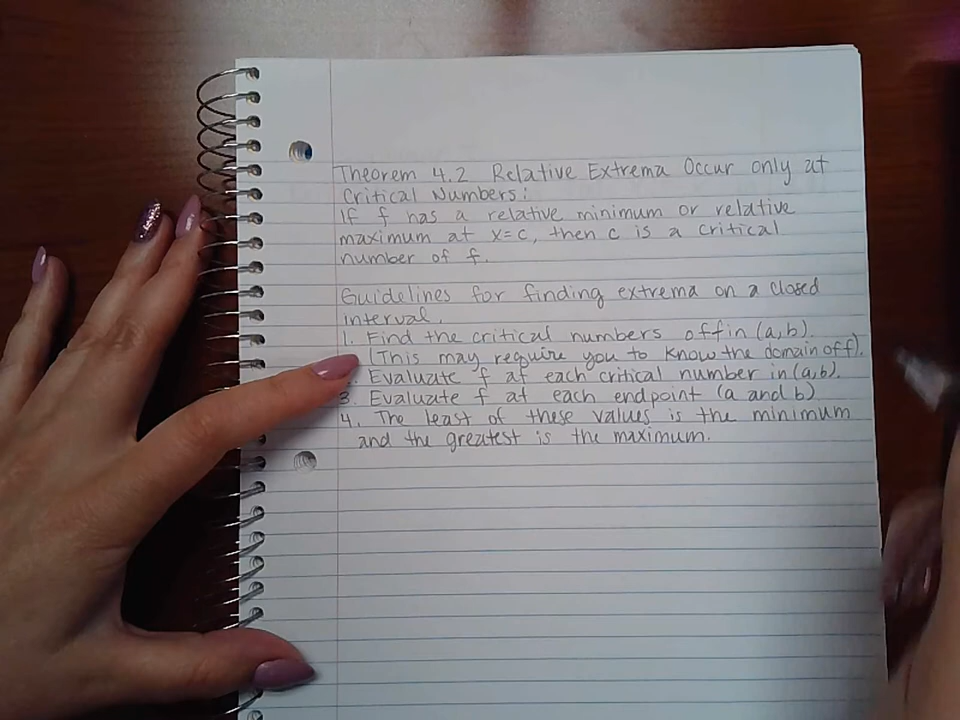 Theorem 4.2 Relative Extrema Occur only at
Critical Numbers:
If f has a relative minimum or relative
maximum at x=c, then c is a critical
number of f.
Guidelines for finding extrema on a closed
interval.
1. Find the critical numbers of f in (a,b).
(This may require you to know the domain of f).
2. Evaluate f at each critical number in (a,b).
3. Evaluate f at each endpoint (a and b)
4. The least of these values is the minimum
and the greatest is the maximum.